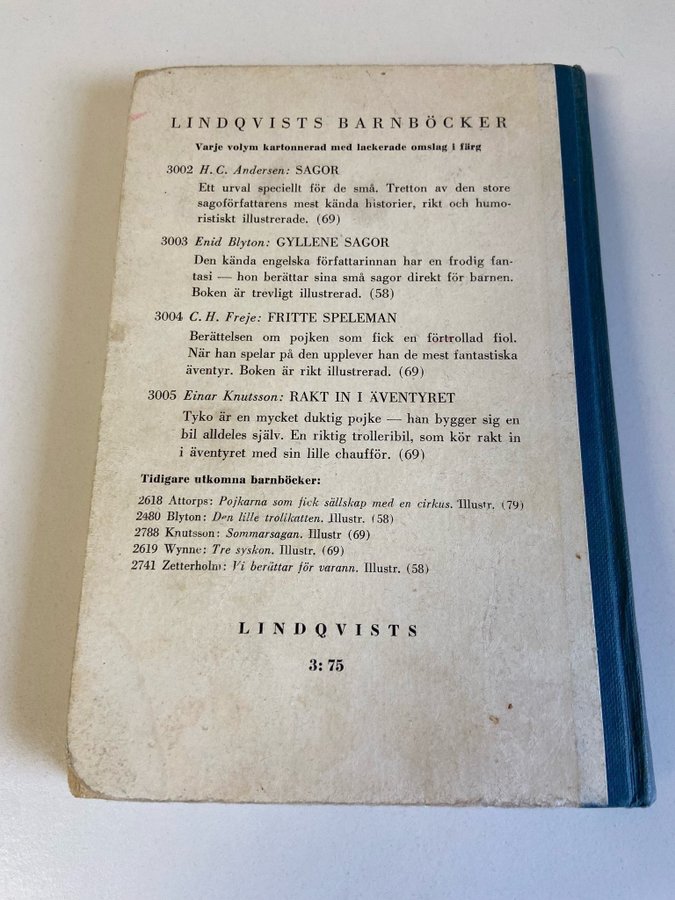 LINDQVISTS BARNBÖCKER
Varje volym kartonnerad med lackerade omslag i färg
3002 H. C. Andersen: SAGOR
Ett urval speciellt för de små. Tretton av den store
sagoförfattarens mest kända historier, rikt och humo-
ristiskt illustrerade. (69)
3003 Enid Blyton: GYLLENE SAGOR
Den kända engelska författarinnan har en frodig fan-
tasi — hon berättar sina små sagor direkt för barnen.
Boken är trevligt illustrerad. (58)
3004 C. H. Freje: FRITTE SPELEMAN
Berättelsen om pojken som fick en förtrollad fiol.
När han spelar på den upplever han de mest fantastiska
äventyr. Boken är rikt illustrerad. (69)
3005 Einar Knutsson: RAKT IN I ÄVENTYRET
Tyko är en mycket duktig pojke — han bygger sig en
bil alldeles själv. En riktig trolleribil, som kör rakt in
i äventyret med sin lille chaufför. (69)
Tidigare utkomna barnböcker:
2618 Attorps: Pojkarna som fick sällskap med en cirkus. Illustr. (79)
2480 Blyton: Den lille trollkatten. Illustr. (58)
2788 Knutsson: Sommarsagan. Illustr (69)
2619 Wynne: Tre syskon. Illustr. (69)
2741 Zetterholm: Vi berättar för varann. Illustr. (58)
LINDQVISTS
3: 75